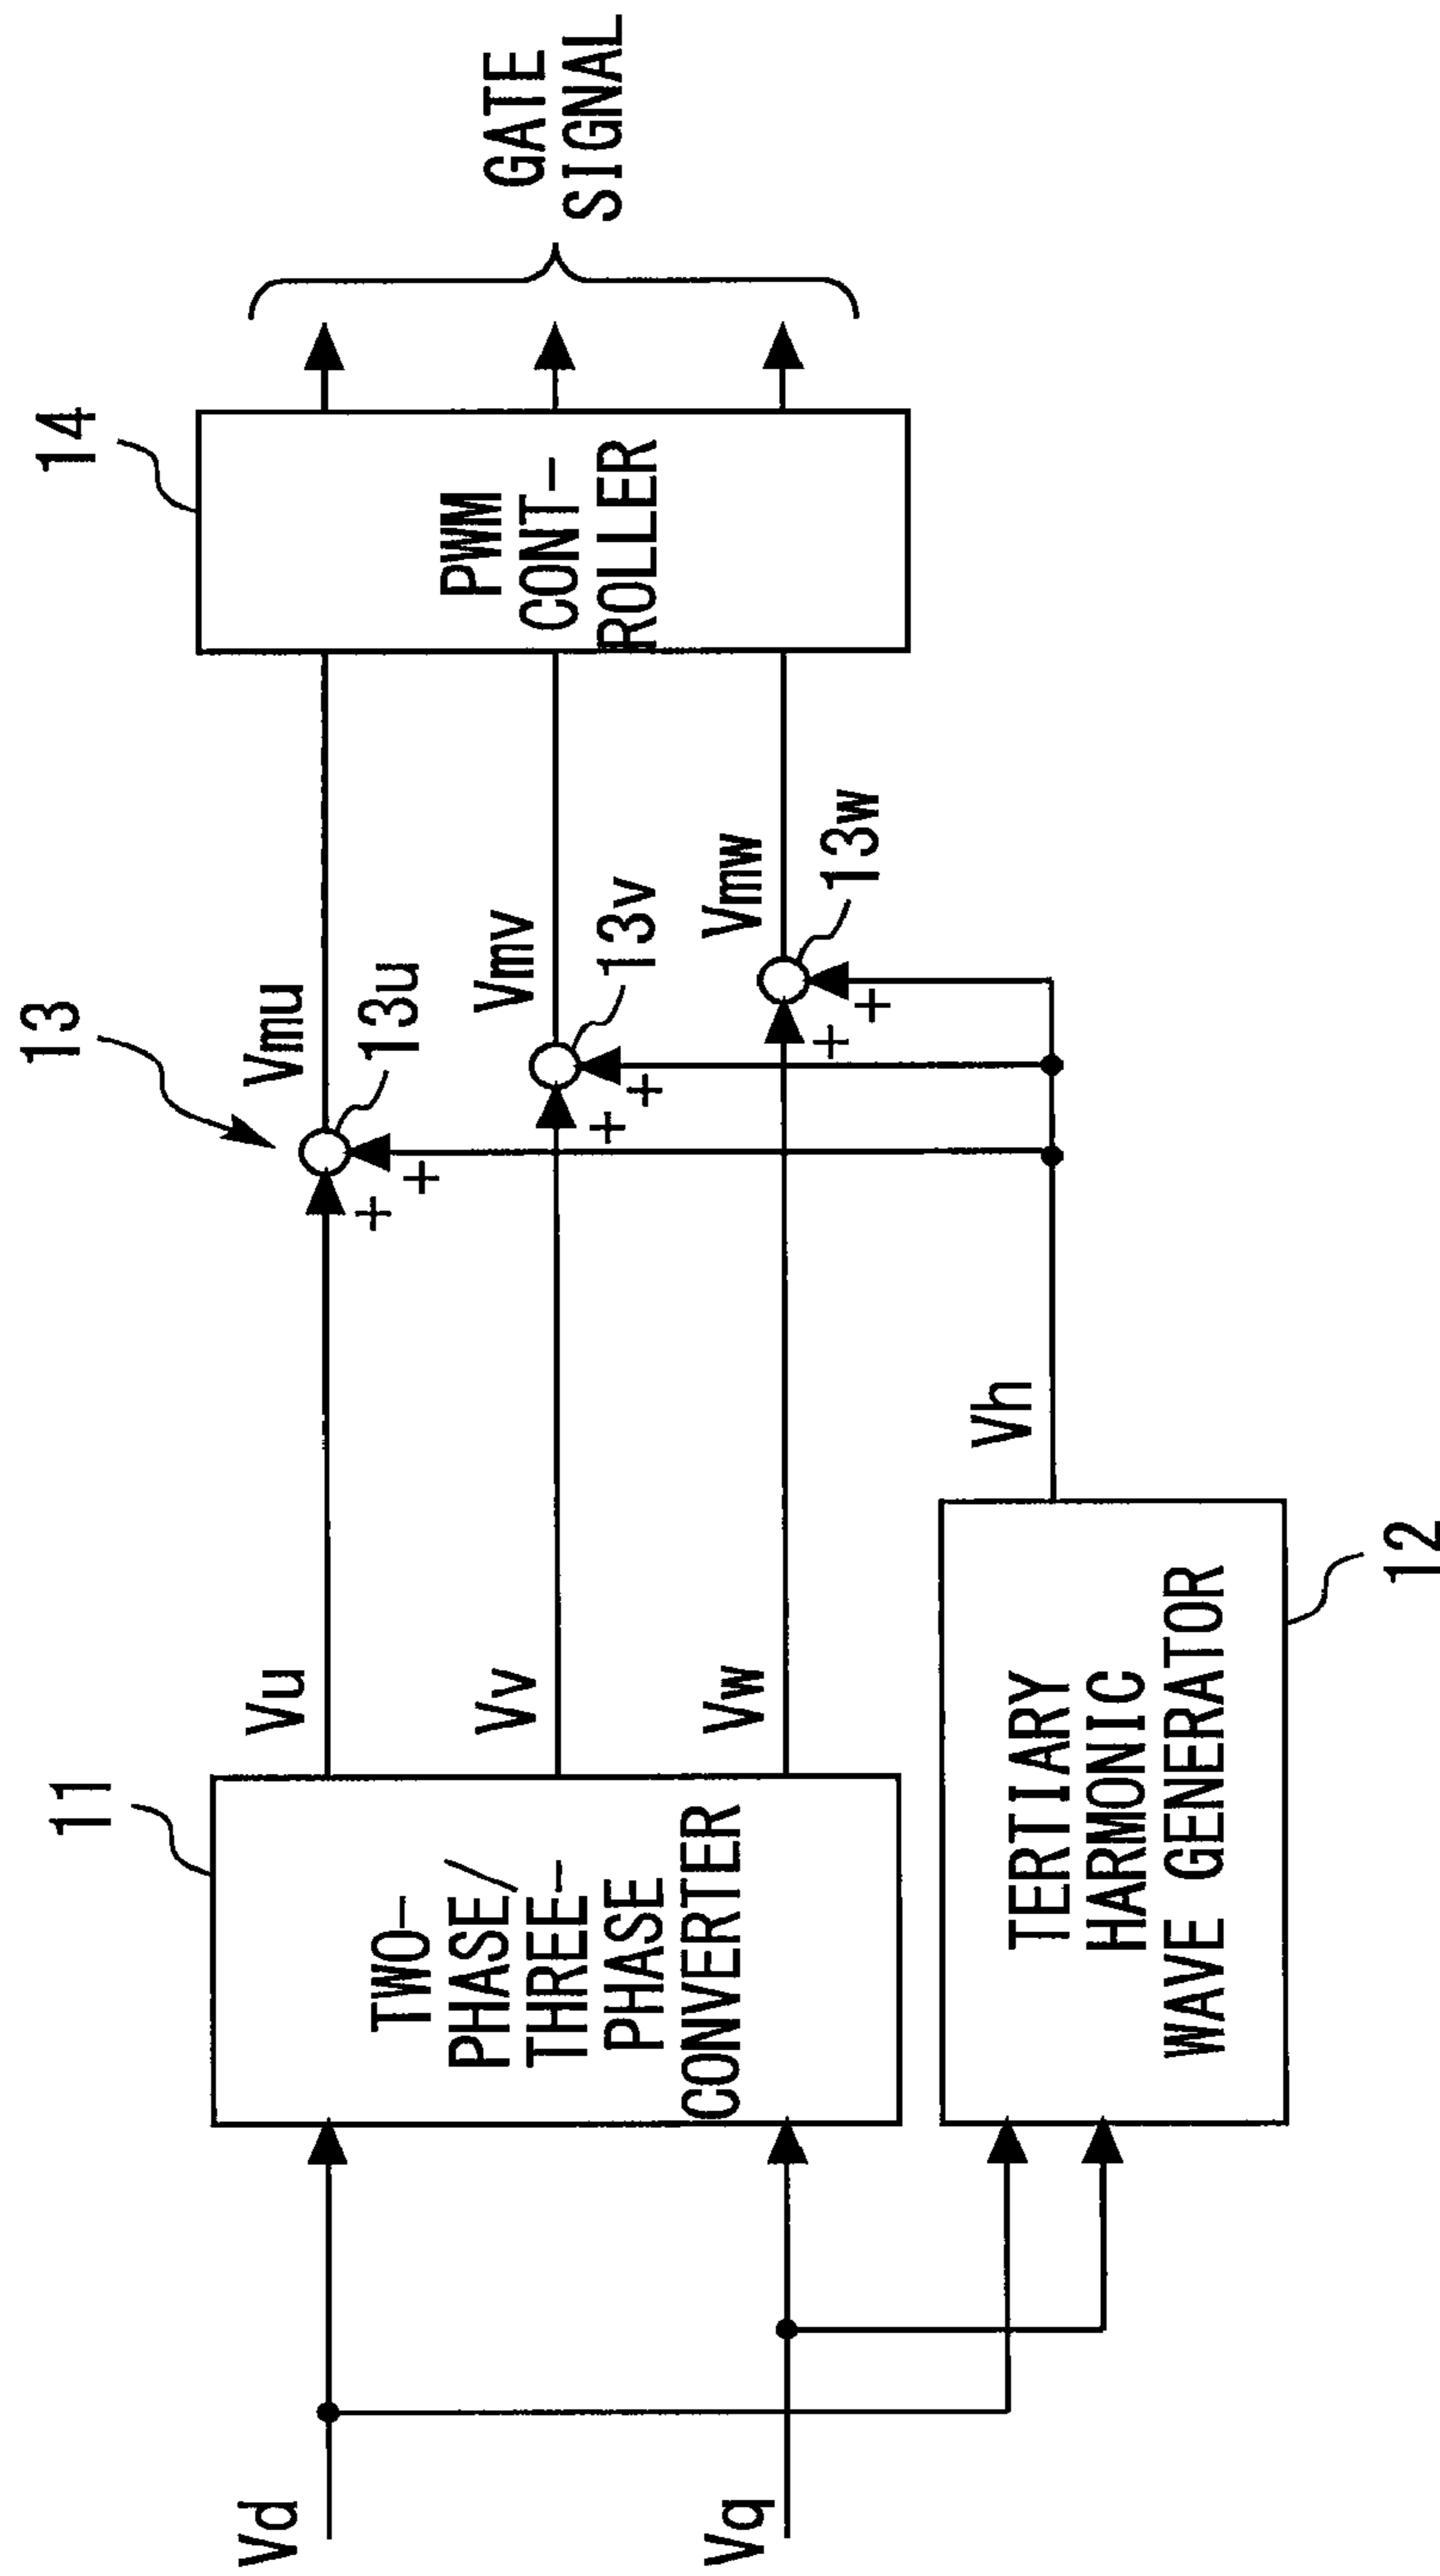 Vd
Vq
11
TWO-
PHASE/
THREE-
PHASE
CONVERTER
TERTIARY
HARMONIC
WAVE GENERATOR
12
Vu
Vv
Vw
Vh
13
+
+
13u
Vmu
+
+
13v
Vmv
+
+
13w
Vmw
14
PWM
CONT-
ROLLER
GATE
SIGNAL